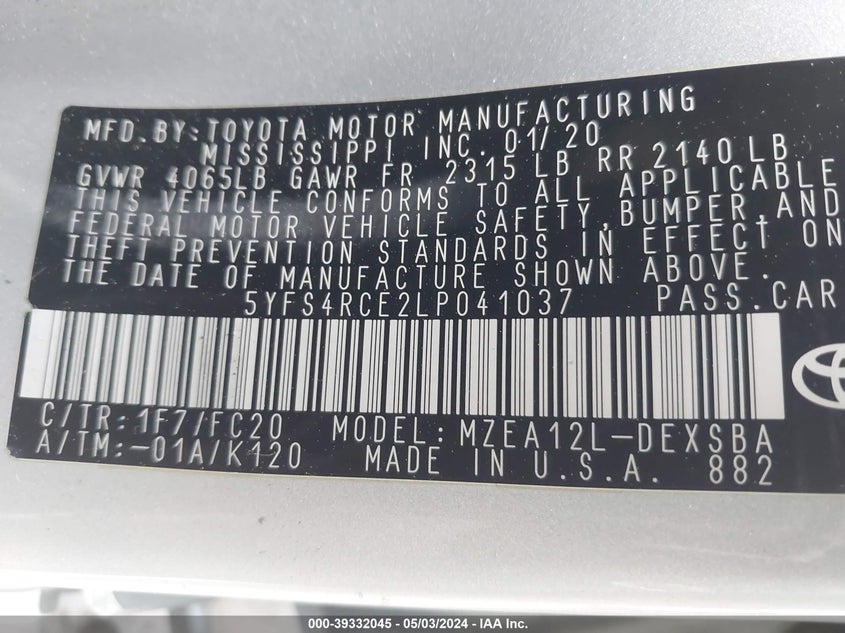 MFD.BY:TOYOTA MOTOR MANUFACTURING
MISSISSIPPI INC. 01/20
GVWR 4065LB GAWR FR 2315 LB RR 2140 LB
THIS VEHICLE CONFORMS TO ALL APPLICABLE
FEDERAL MOTOR VEHICLE SAFETY,BUMPER,AND
THEFT PREVENTION STANDARDS IN EFFECT ON
THE DATE OF MANUFACTURE SHOWN ABOVE.
5YFS4RCE2LP041037 PASS.CAR
C/TR:1F7/FC20 MODEL:MZEA12L-DEXSBA
A/TM:-01A/K120 MADE IN U.S.A. 882
000-39332045 - 05/03/2024 - IAA Inc.